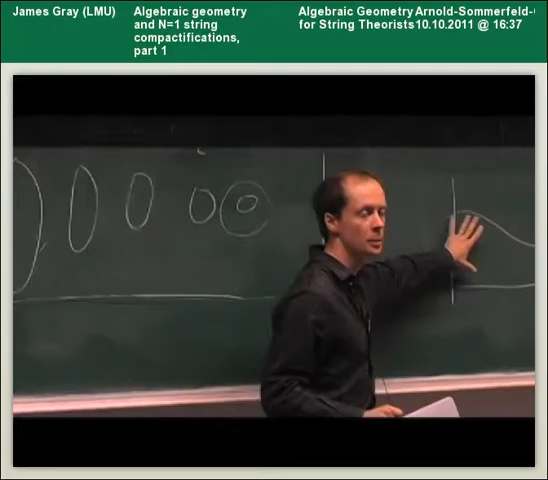 James Gray (LMU)
Algebraic geometry
and N=1 string
compactifications,
part 1
Algebraic Geometry
for String Theorists
Arnold-Sommerfeld-
10.10.2011 @ 16:37